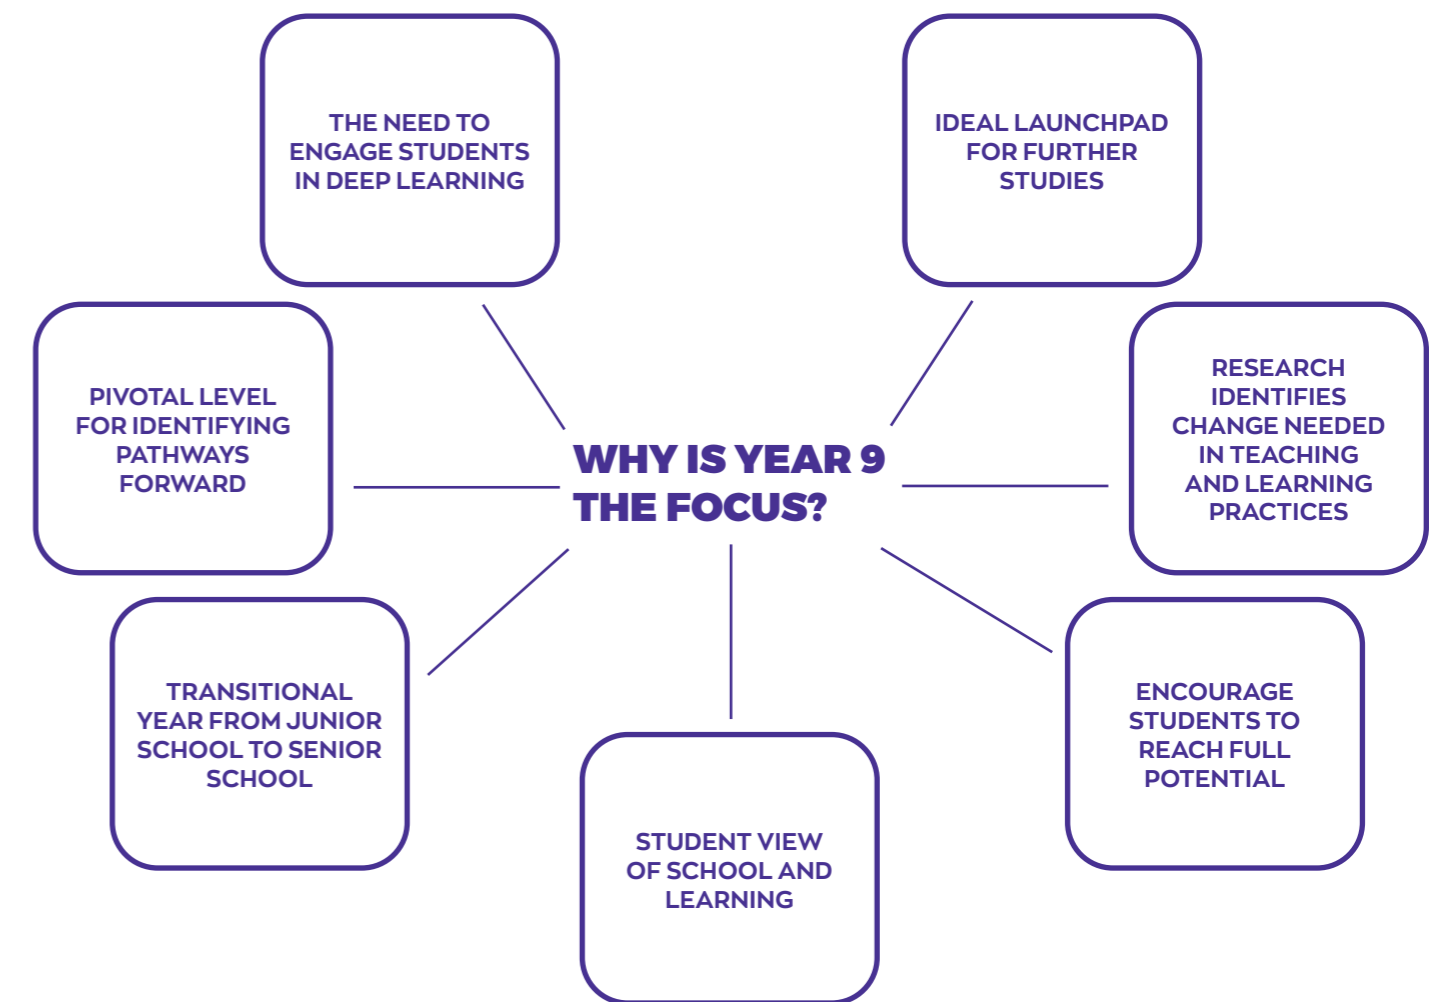 THE NEED TO
ENGAGE STUDENTS
IN DEEP LEARNING
IDEAL LAUNCHPAD
FOR FURTHER
STUDIES
PIVOTAL LEVEL
FOR IDENTIFYING
PATHWAYS
FORWARD
WHY IS YEAR 9
THE FOCUS?
RESEARCH
IDENTIFIES
CHANGE NEEDED
IN TEACHING
AND LEARNING
PRACTICES
TRANSITIONAL
YEAR FROM JUNIOR
SCHOOL TO SENIOR
SCHOOL
STUDENT VIEW
OF SCHOOL AND
LEARNING
ENCOURAGE
STUDENTS TO
REACH FULL
POTENTIAL